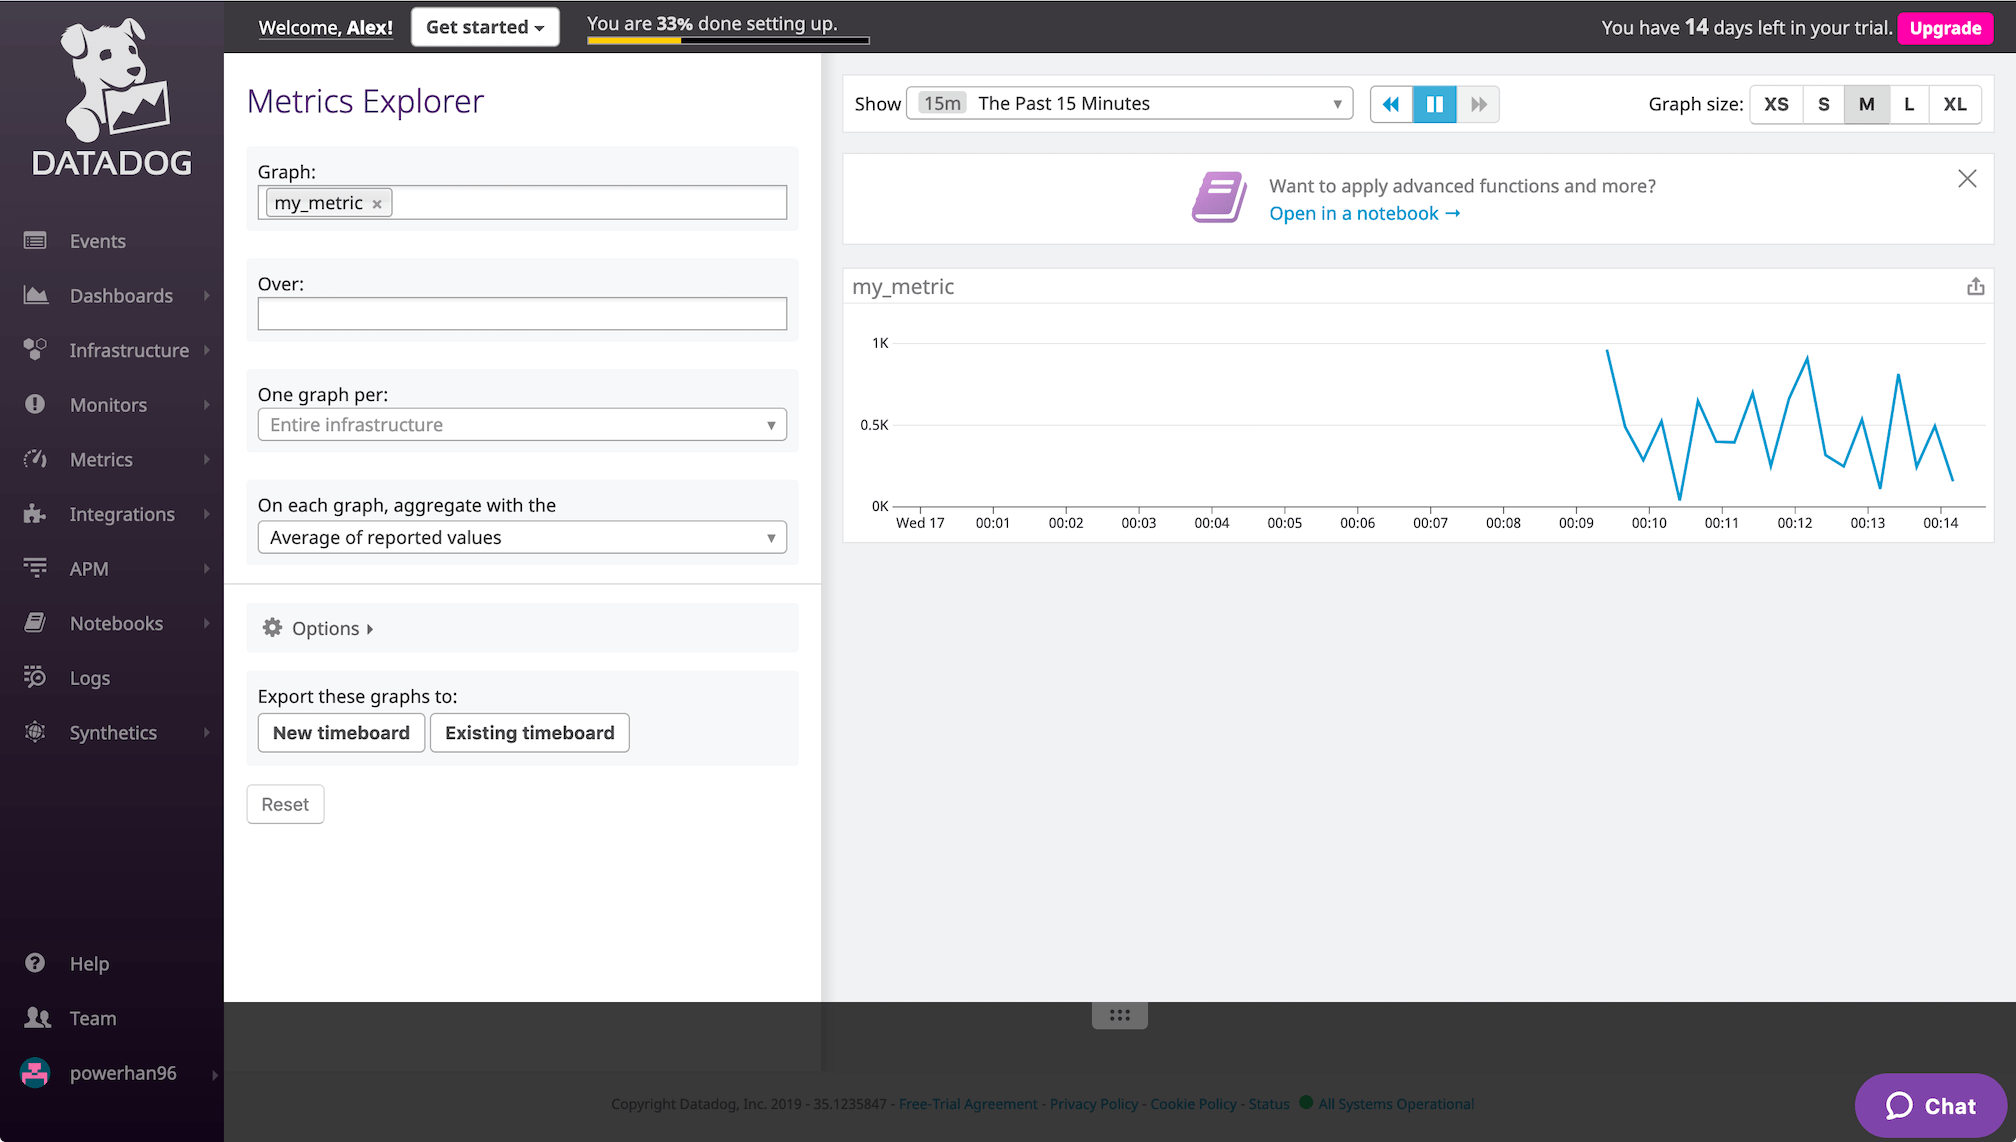 DATADOG
Events
Dashboards
Infrastructure
Monitors
Metrics
Integrations
APM
Notebooks
Logs
Synthetics
Help
Team
powerhan96
Welcome, Alex!
Get started
You are 33% done setting up.
You have 14 days left in your trial.
Upgrade
Metrics Explorer
Graph:
my_metric ×
Over:
One graph per:
Entire infrastructure
On each graph, aggregate with the
Average of reported values
Options
Export these graphs to:
New timeboard
Existing timeboard
Reset
Show 15m The Past 15 Minutes
Graph size: XS S M L XL
Want to apply advanced functions and more?
Open in a notebook →
my_metric
1K
0.5K
0K
Wed 17 00:01 00:02 00:03 00:04 00:05 00:06 00:07 00:08 00:09 00:10 00:11 00:12 00:13 00:14
Copyright Datadog, Inc. 2019 - 35.1235847 - Free-Trial Agreement - Privacy Policy - Cookie Policy - Status All Systems Operational
Chat